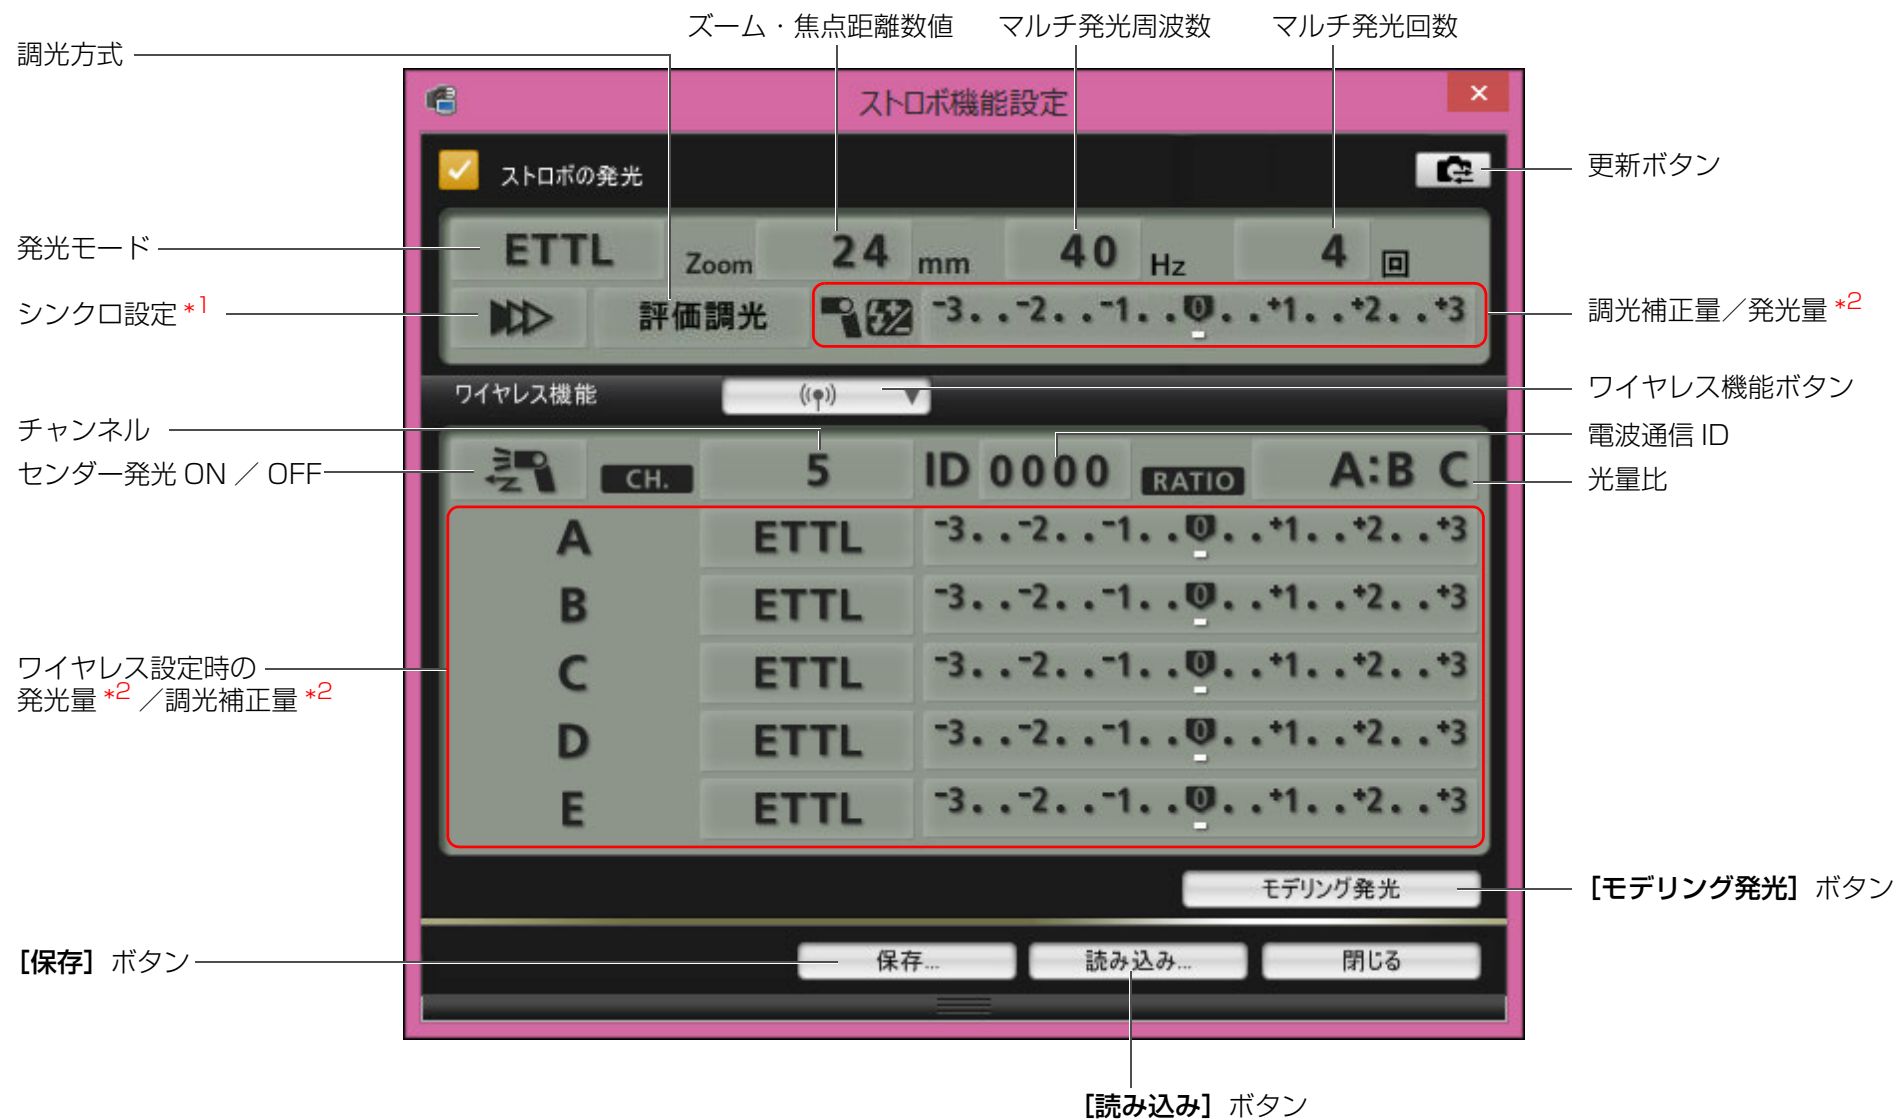 ズーム・焦点距離数値 マルチ発光周波数 マルチ発光回数
調光方式
ストロボ機能設定
ストロボの発光
更新ボタン
発光モード
ETTL Zoom 24 mm 40 Hz 4 回
シンクロ設定*1
評価調光 -3..-2..-1..0..+1..+2..+3
調光補正量/発光量*2
ワイヤレス機能
ワイヤレス機能ボタン
チャンネル
電波通信 ID
センダー発光 ON / OFF
CH. 5 ID 0000 RATIO A:B C
光量比
A ETTL -3..-2..-1..0..+1..+2..+3
B ETTL -3..-2..-1..0..+1..+2..+3
C ETTL -3..-2..-1..0..+1..+2..+3
D ETTL -3..-2..-1..0..+1..+2..+3
E ETTL -3..-2..-1..0..+1..+2..+3
ワイヤレス設定時の
発光量*2/調光補正量*2
モデリング発光
[モデリング発光]ボタン
[保存]ボタン
保存... 読み込み... 閉じる
[読み込み]ボタン